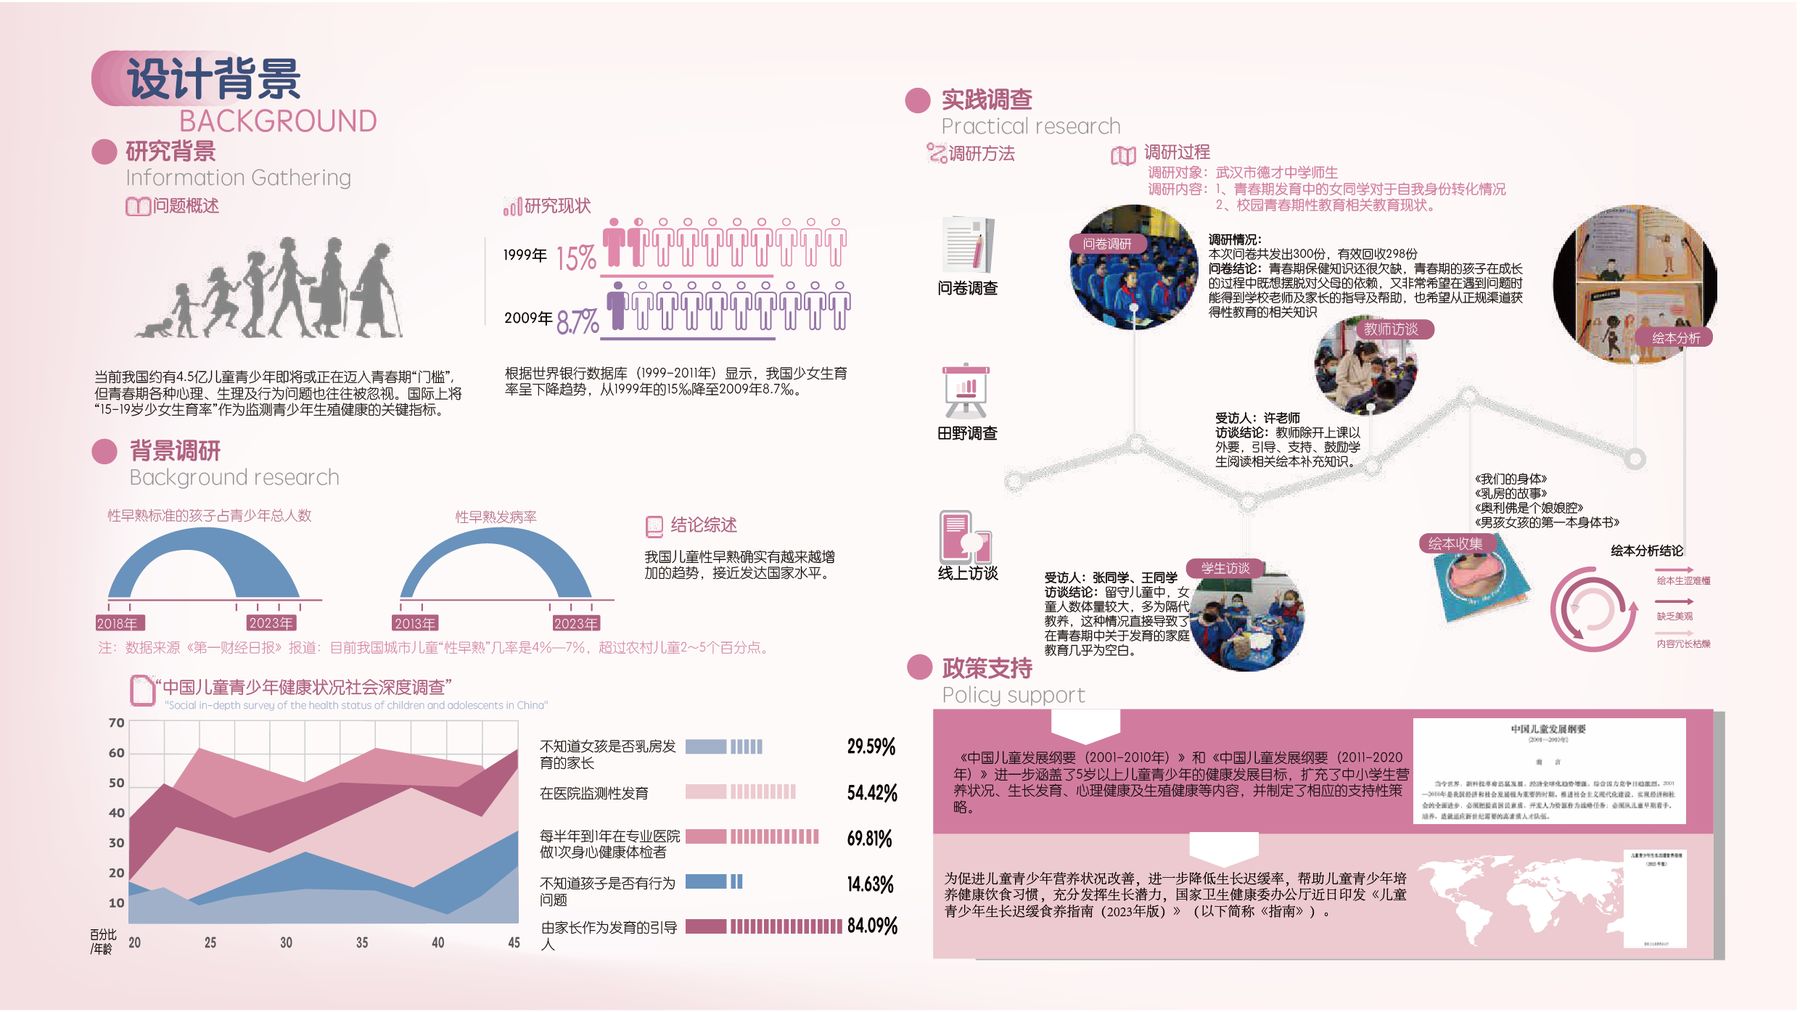 设计背景
BACKGROUND
研究背景
Information Gathering
问题概述
当前我国约有4.5亿儿童青少年即将或正在迈入青春期“门槛”，
但青春期各种心理、生理及行为问题也往往被忽视。国际上将
“15-19岁少女生育率”作为监测青少年生殖健康的关键指标。
研究现状
1999年 15%
2009年 8.7%
根据世界银行数据库（1999-2011年）显示，我国少女生育
率呈下降趋势，从1999年的15‰降至2009年8.7‰。
背景调研
Background research
性早熟标准的孩子占青少年总人数
2018年 2023年
性早熟发病率
2013年 2023年
结论综述
我国儿童性早熟确实有越来越增
加的趋势，接近发达国家水平。
注：数据来源《第一财经日报》报道：目前我国城市儿童“性早熟”几率是4%—7%，超过农村儿童2～5个百分点。
“中国儿童青少年健康状况社会深度调查”
"Social in-depth survey of the health status of children and adolescents in China"
70
60
50
40
30
20
10
百分比
/年龄
20 25 30 35 40 45
不知道女孩是否乳房发
育的家长
29.59%
在医院监测性发育
54.42%
每半年到1年在专业医院
做1次身心健康体检者
69.81%
不知道孩子是否有行为
问题
14.63%
由家长作为发育的引导
人
84.09%
实践调查
Practical research
调研方法
问卷调查
田野调查
线上访谈
调研过程
调研对象：武汉市德才中学师生
调研内容：1、青春期发育中的女同学对于自我身份转化情况
2、校园青春期性教育相关教育现状。
问卷调研
调研情况：
本次问卷共发出300份，有效回收298份
问卷结论：青春期保健知识还很欠缺，青春期的孩子在成长
的过程中既想摆脱对父母的依赖，又非常希望在遇到问题时
能得到学校老师及家长的指导及帮助，也希望从正规渠道获
得性教育的相关知识
教师访谈
受访人：许老师
访谈结论：教师除开上课以
外要，引导、支持、鼓励学
生阅读相关绘本补充知识。
绘本分析
学生访谈
受访人：张同学、王同学
访谈结论：留守儿童中，女
童人数体量较大，多为隔代
教养，这种情况直接导致了
在青春期中关于发育的家庭
教育几乎为空白。
《我们的身体》
《乳房的故事》
《奥利佛是个娘娘腔》
《男孩女孩的第一本身体书》
绘本收集
绘本分析结论
绘本生涩难懂
缺乏美观
内容冗长枯燥
政策支持
Policy support
《中国儿童发展纲要（2001-2010年）》和《中国儿童发展纲要（2011-2020
年）》进一步涵盖了5岁以上儿童青少年的健康发展目标，扩充了中小学生营
养状况、生长发育、心理健康及生殖健康等内容，并制定了相应的支持性策
略。
中国儿童发展纲要
(2001—2010年)
前 言
为促进儿童青少年营养状况改善，进一步降低生长迟缓率，帮助儿童青少年培
养健康饮食习惯，充分发挥生长潜力，国家卫生健康委办公厅近日印发《儿童
青少年生长迟缓食养指南（2023年版）》（以下简称《指南》）。
儿童青少年生长迟缓食养指南
（2023 年版）